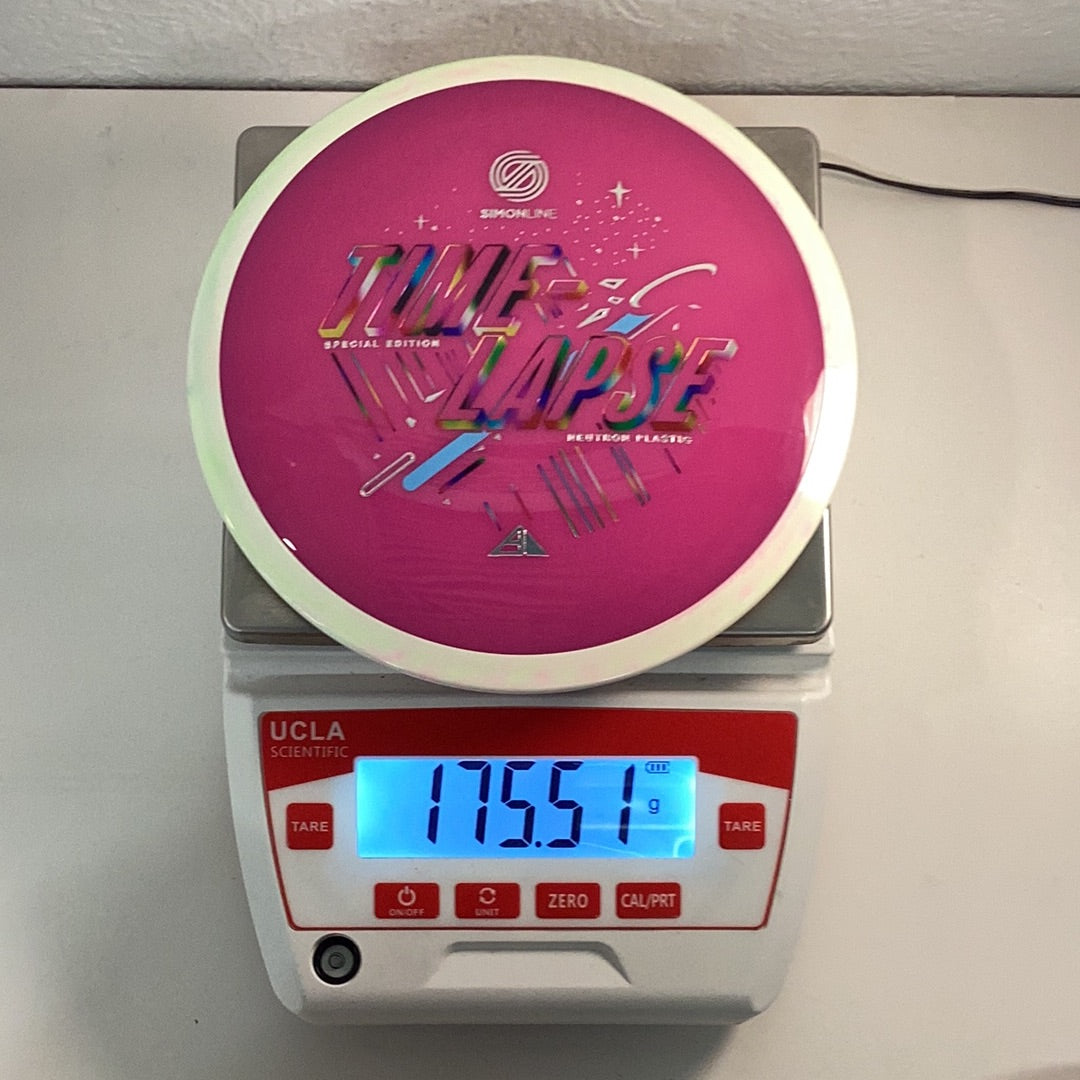 SIMONLINE
TIME-
SPECIAL EDITION
LAPSE
NEUTRON PLASTIC
UCLA
SCIENTIFIC
175.51 g
TARE
TARE
ON/OFF
UNIT
ZERO
CAL/PRT